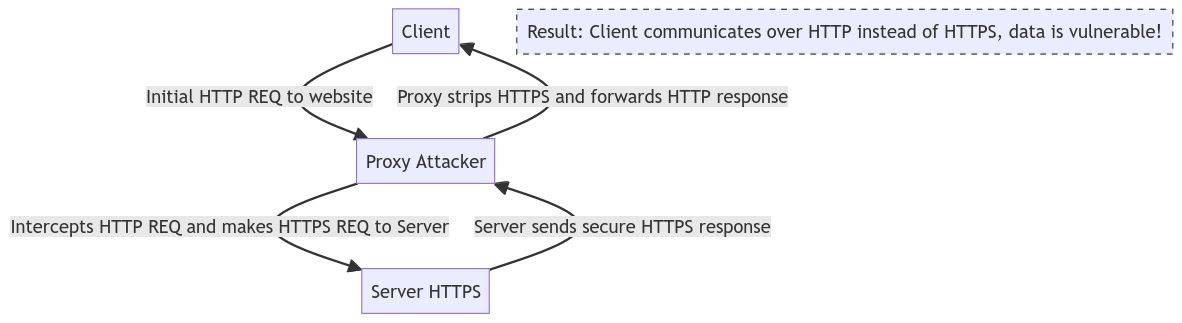 Client
Result: Client communicates over HTTP instead of HTTPS, data is vulnerable!
Initial HTTP REQ to website
Proxy strips HTTPS and forwards HTTP response
Proxy Attacker
Intercepts HTTP REQ and makes HTTPS REQ to Server
Server sends secure HTTPS response
Server HTTPS